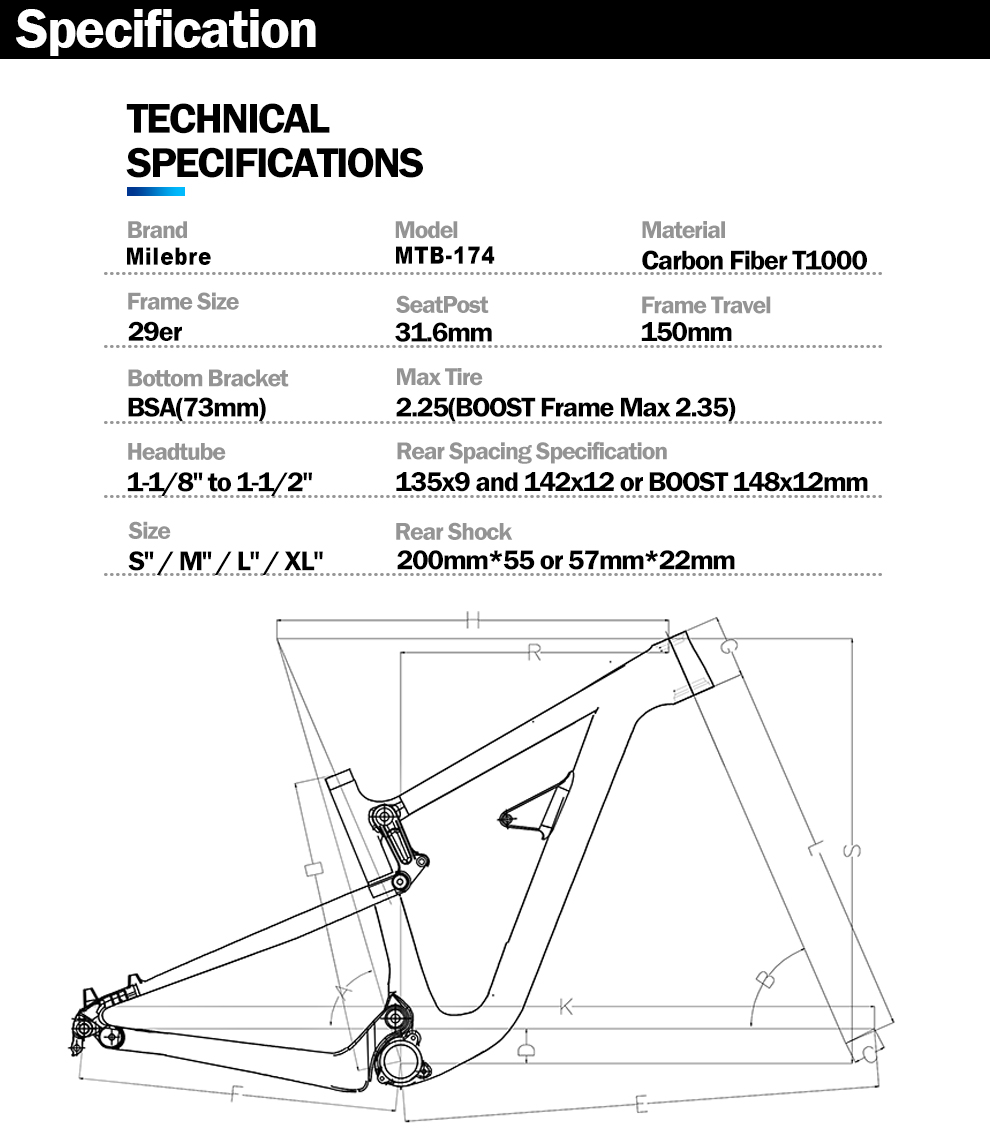 Specification
TECHNICAL
SPECIFICATIONS
Brand
Model
Material
Milebre
MTB-174
Carbon Fiber T1000
Frame Size
SeatPost
Frame Travel
29er
31.6mm
150mm
Bottom Bracket
Max Tire
BSA(73mm)
2.25(BOOST Frame Max 2.35)
Headtube
Rear Spacing Specification
1-1/8" to 1-1/2"
135x9 and 142x12 or BOOST 148x12mm
Size
Rear Shock
S" / M" / L" / XL"
200mm*55 or 57mm*22mm
H
R
G
L
S
D
A
B
K
D
C
F
E